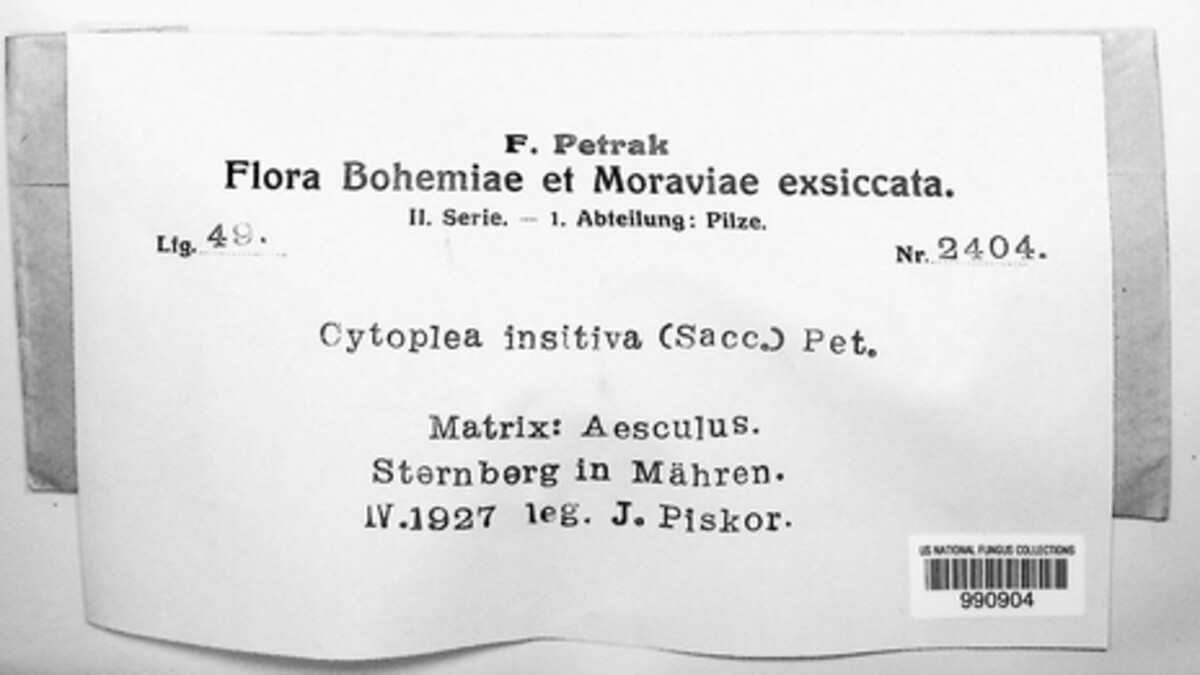 F. Petrak
Flora Bohemiae et Moraviae exsiccata.
II. Serie. — 1. Abteilung: Pilze.
Lfg. 49.
Nr. 2404.
Cytoplea insitiva (Sacc.) Pet.
Matrix: Aesculus.
Sternberg in Mähren.
IV.1927 leg. J. Piskor.
US NATIONAL FUNGUS COLLECTIONS
990904